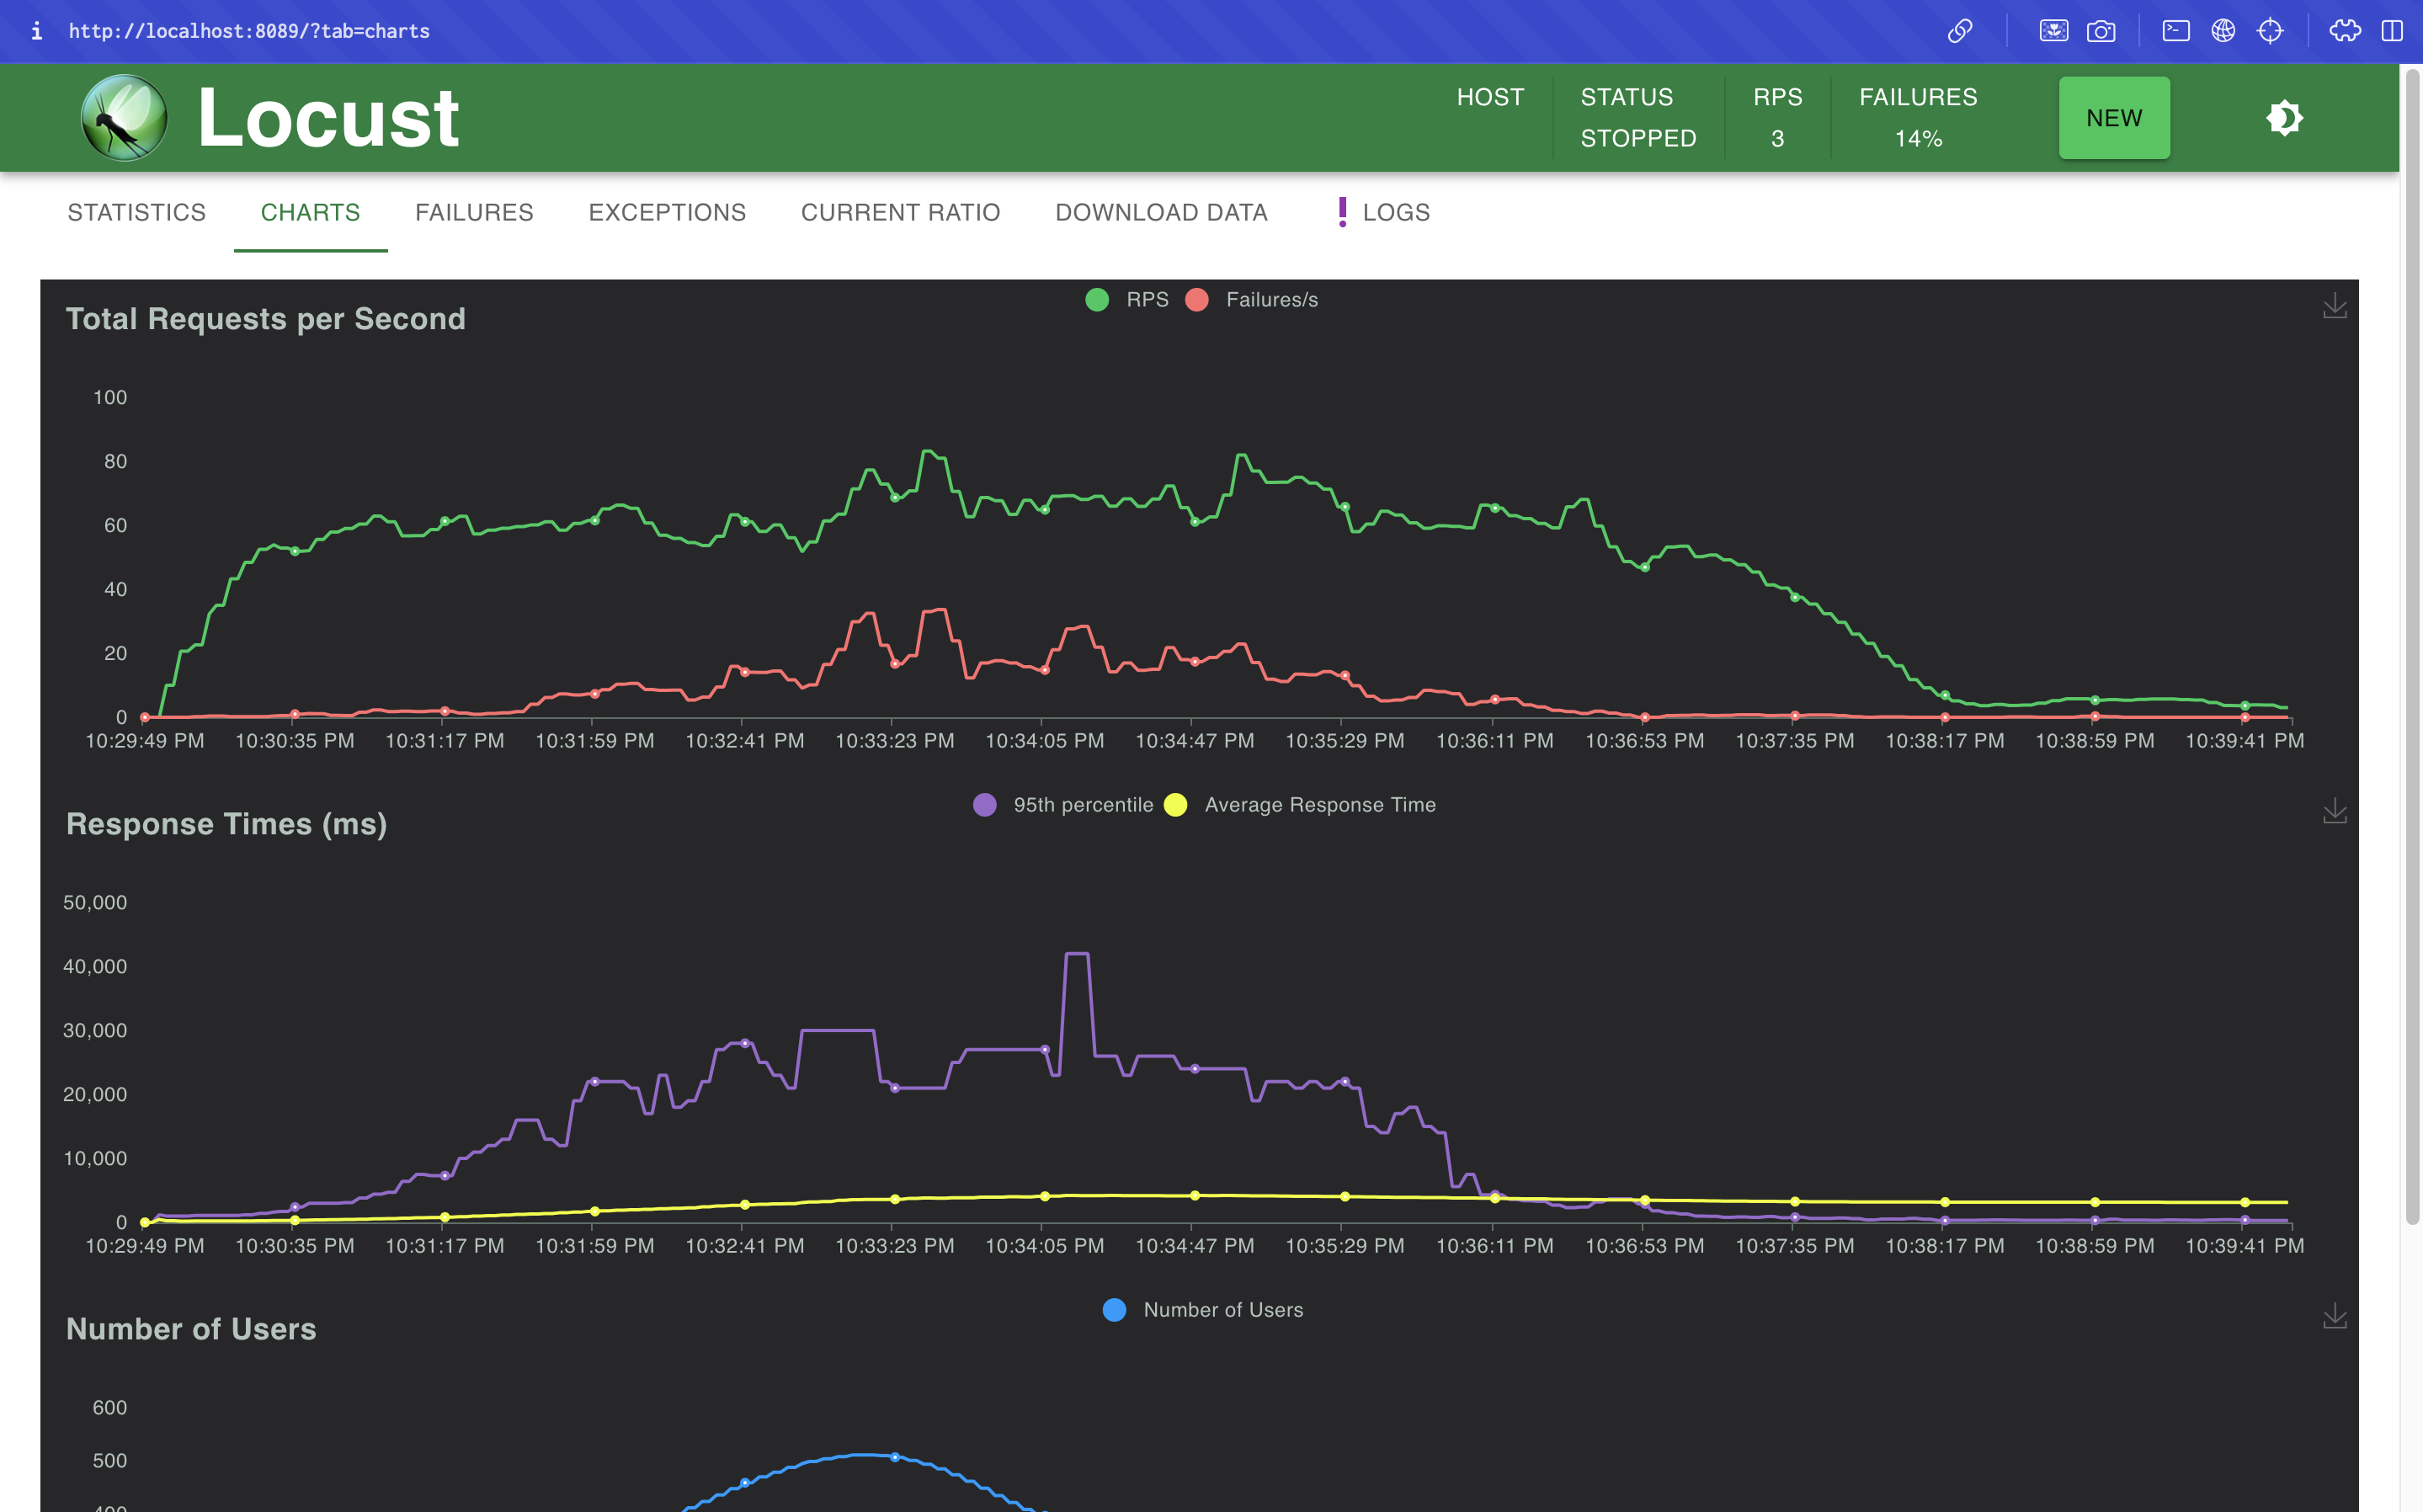 http://localhost:8089/?tab=charts
Locust
HOST
STATUS
STOPPED
RPS
3
FAILURES
14%
NEW
STATISTICS CHARTS FAILURES EXCEPTIONS CURRENT RATIO DOWNLOAD DATA LOGS
Total Requests per Second
RPS Failures/s
100
80
60
40
20
0
10:29:49 PM 10:30:35 PM 10:31:17 PM 10:31:59 PM 10:32:41 PM 10:33:23 PM 10:34:05 PM 10:34:47 PM 10:35:29 PM 10:36:11 PM 10:36:53 PM 10:37:35 PM 10:38:17 PM 10:38:59 PM 10:39:41 PM
Response Times (ms)
95th percentile Average Response Time
50,000
40,000
30,000
20,000
10,000
0
10:29:49 PM 10:30:35 PM 10:31:17 PM 10:31:59 PM 10:32:41 PM 10:33:23 PM 10:34:05 PM 10:34:47 PM 10:35:29 PM 10:36:11 PM 10:36:53 PM 10:37:35 PM 10:38:17 PM 10:38:59 PM 10:39:41 PM
Number of Users
Number of Users
600
500
400